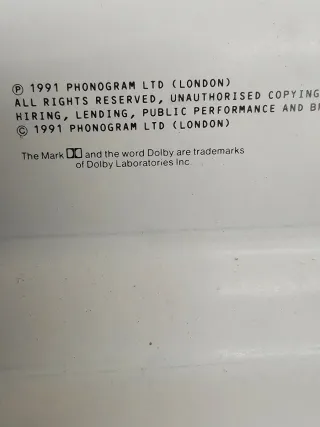 ℗ 1991 PHONOGRAM LTD (LONDON)
ALL RIGHTS RESERVED, UNAUTHORISED COPYING
HIRING, LENDING, PUBLIC PERFORMANCE AND
© 1991 PHONOGRAM LTD (LONDON)
The Mark and the word Dolby are trademarks
of Dolby Laboratories Inc.